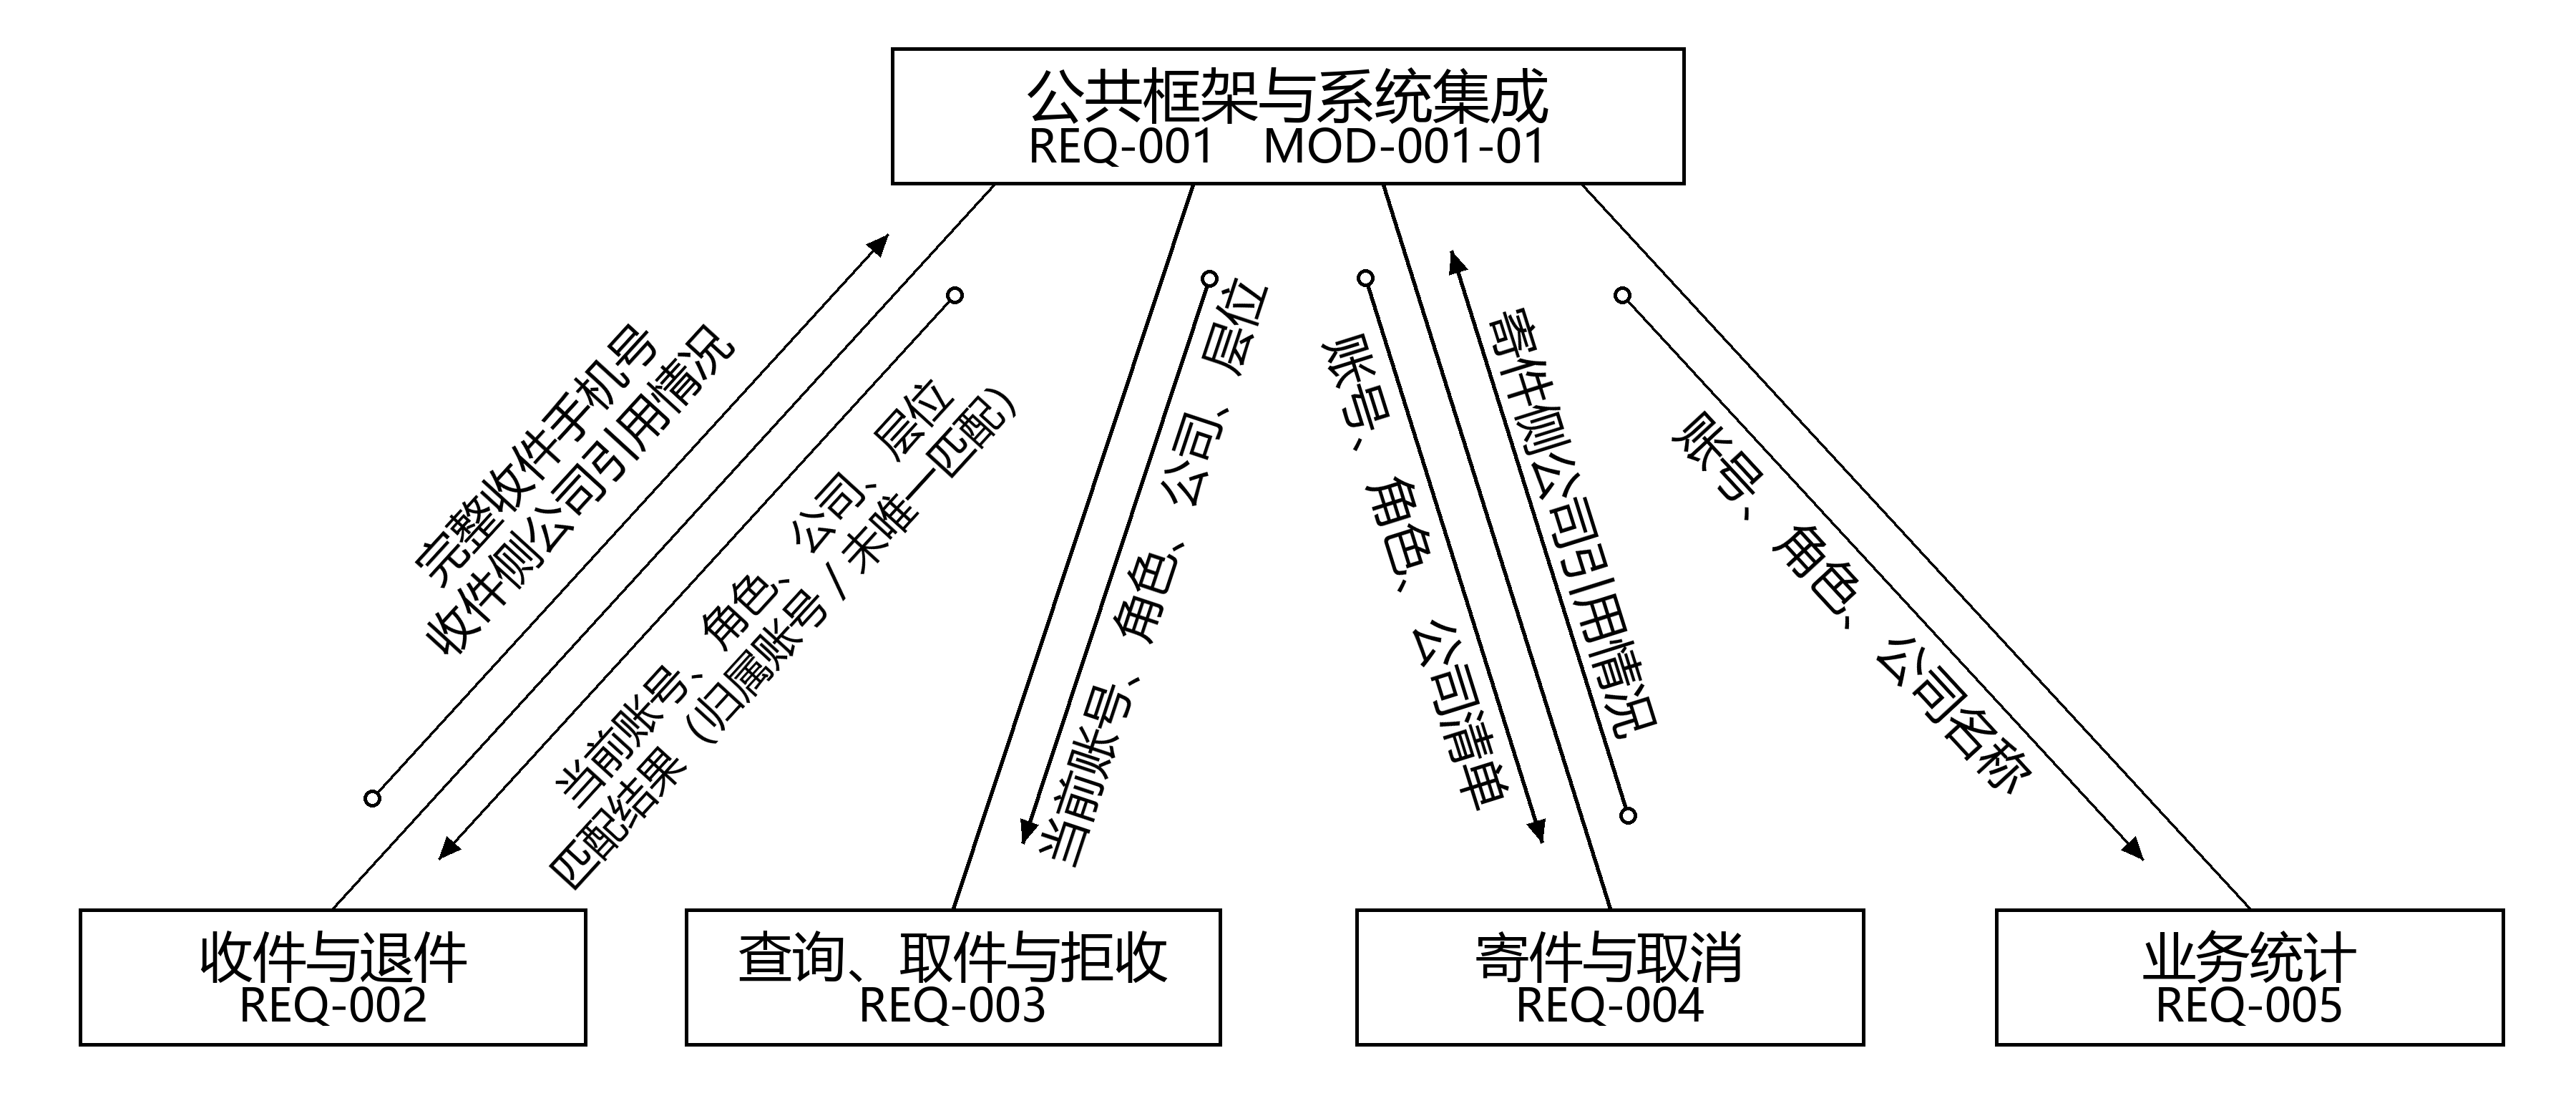 公共框架与系统集成
REQ-001 MOD-001-01
完整收件手机号
收件侧公司引用情况
当前账号、角色、公司、层位
匹配结果（归属账号 / 未唯一匹配）
当前账号、角色、公司、层位
账号、角色、公司清单
寄件侧公司引用情况
账号、角色、公司名称
收件与退件
REQ-002
查询、取件与拒收
REQ-003
寄件与取消
REQ-004
业务统计
REQ-005